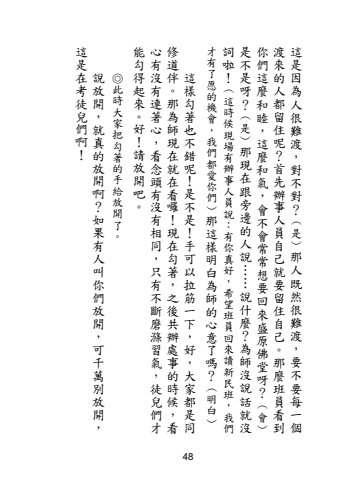 這是因為人很難渡，對不對？（是）那人既然很難渡，要不要每一個
渡來的人都留住呢？首先辦事人員自己就要留住自己。那麼班員看到
你們這麼和睦，這麼和氣，會不會常常想要回來盛原佛堂呀？（會）
是不是呀？（是）那現在跟旁邊的人說……說什麼？為師沒說話就沒
詞啦！（這時候現場有辦事人員說：有你真好，希望班員回來讀新民班，我們
才有了愿的機會，我們都愛你們）那這樣明白為師的心意了嗎？（明白）
這樣勾著也不錯呢！是不是！手可以拉筋一下，好，大家都是同
修道伴。那為師現在就在看囉！現在勾著，之後共辦處事的時候，看
心有沒有連著心，看念頭有沒有相同，只有不斷磨滌習氣，徒兒們才
能勾得起來。好！請放開吧。
◎此時大家把勾著的手給放開了。
說放開，就真的放開啊？如果有人叫你們放開，可千萬別放開，
這是在考徒兒們啊！
48